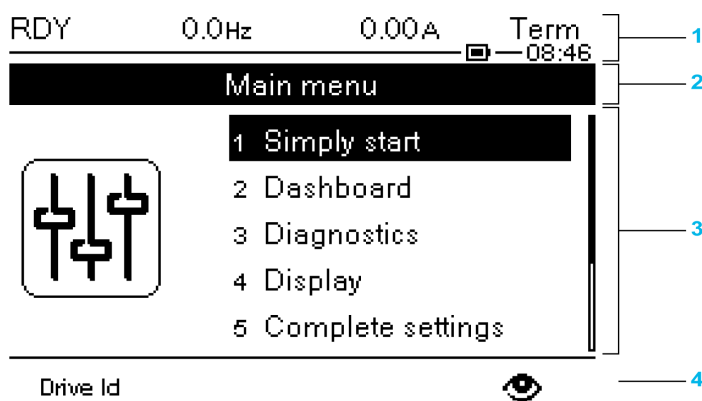 RDY 0.0Hz 0.00A Term
08:46
1
Main menu
2
1 Simply start
2 Dashboard
3 Diagnostics
3
4 Display
5 Complete settings
Drive Id
4